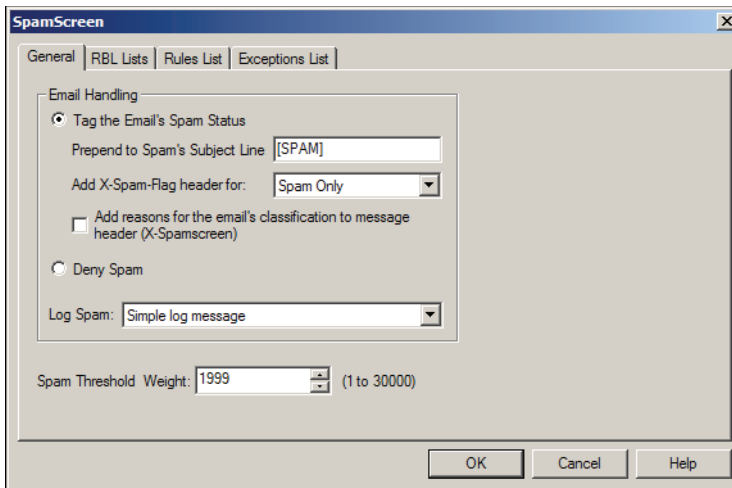 SpamScreen
General
RBL Lists
Rules List
Exceptions List
Email Handling
Tag the Email's Spam Status
Prepend to Spam's Subject Line [SPAM]
Add X-Spam-Flag header for: Spam Only
Add reasons for the email's classification to message
header (X-Spamscreen)
Deny Spam
Log Spam: Simple log message
Spam Threshold Weight: 1999 (1 to 30000)
OK
Cancel
Help